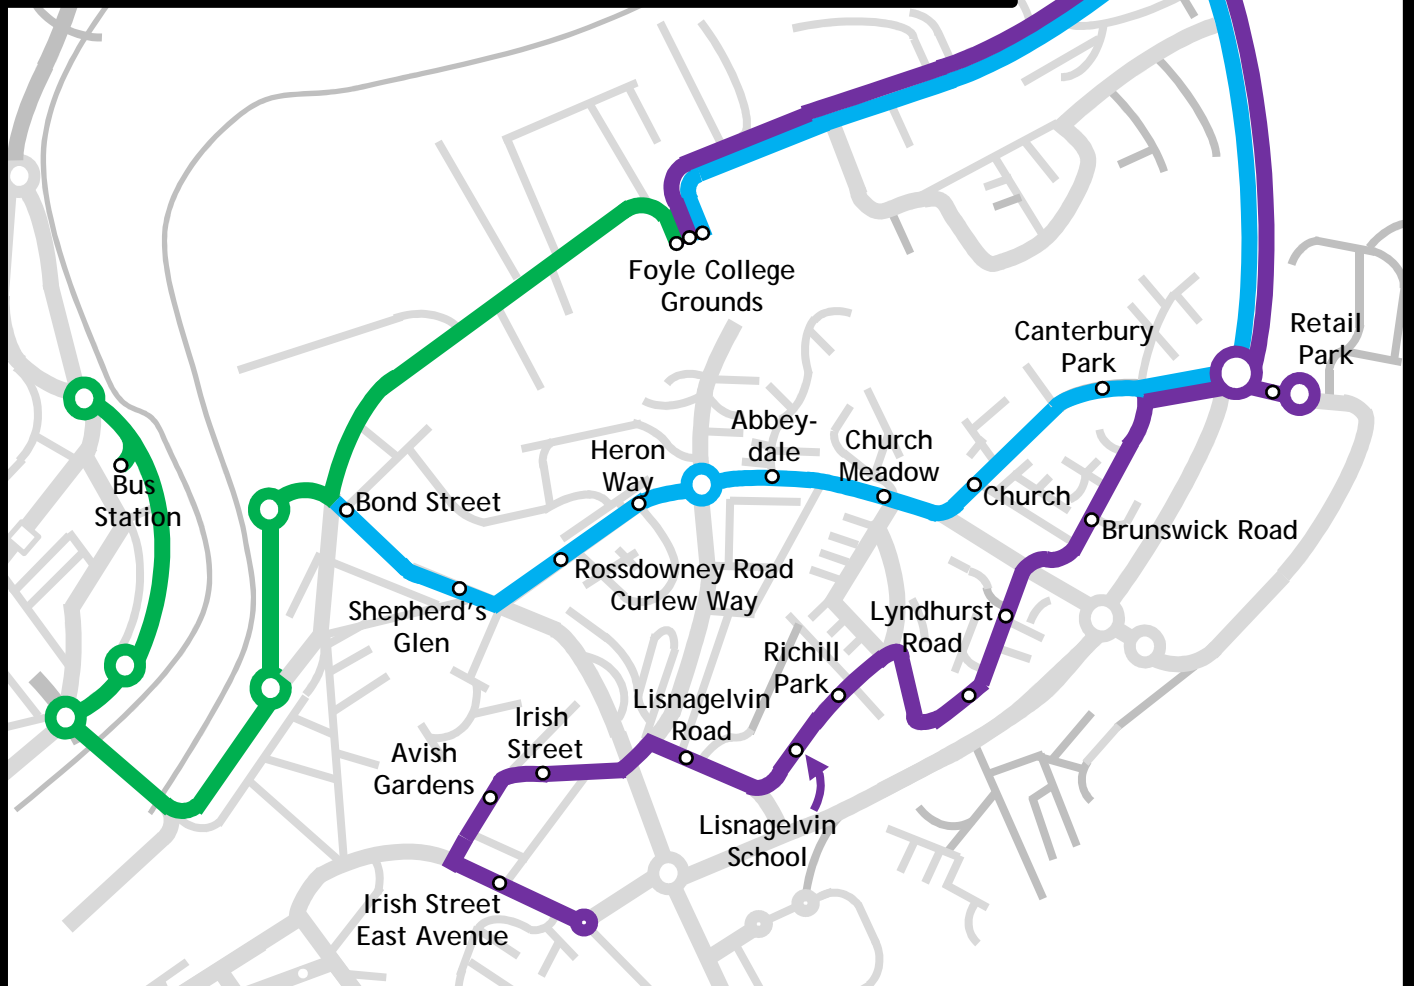 Foyle College
Grounds
Canterbury
Park
Retail
Park
Abbey-
dale
Church
Meadow
Heron
Way
Bus
Station
Bond Street
Church
Brunswick Road
Rossdowney Road
Curlew Way
Shepherd's
Glen
Lyndhurst
Road
Richill
Park
Lisnagelvin
Road
Irish
Street
Avish
Gardens
Lisnagelvin
School
Irish Street
East Avenue